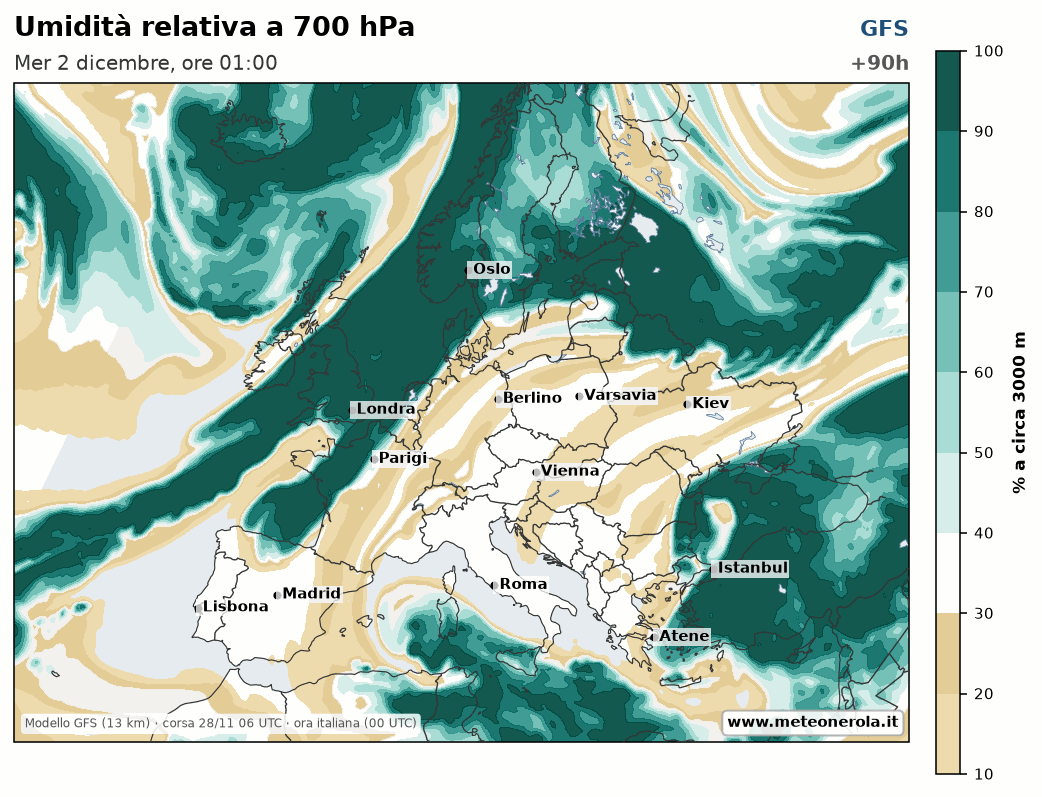 Umidità relativa a 700 hPa
GFS
Mer 2 dicembre, ore 01:00
+90h
100
90
80
70
60
50
40
30
20
10
% a circa 3000 m
Oslo
Londra
Berlino
Varsavia
Kiev
Parigi
Vienna
Istanbul
Roma
Madrid
Lisbona
Atene
Modello GFS (13 km) · corsa 28/11 06 UTC · ora italiana (00 UTC)
www.meteonerola.it